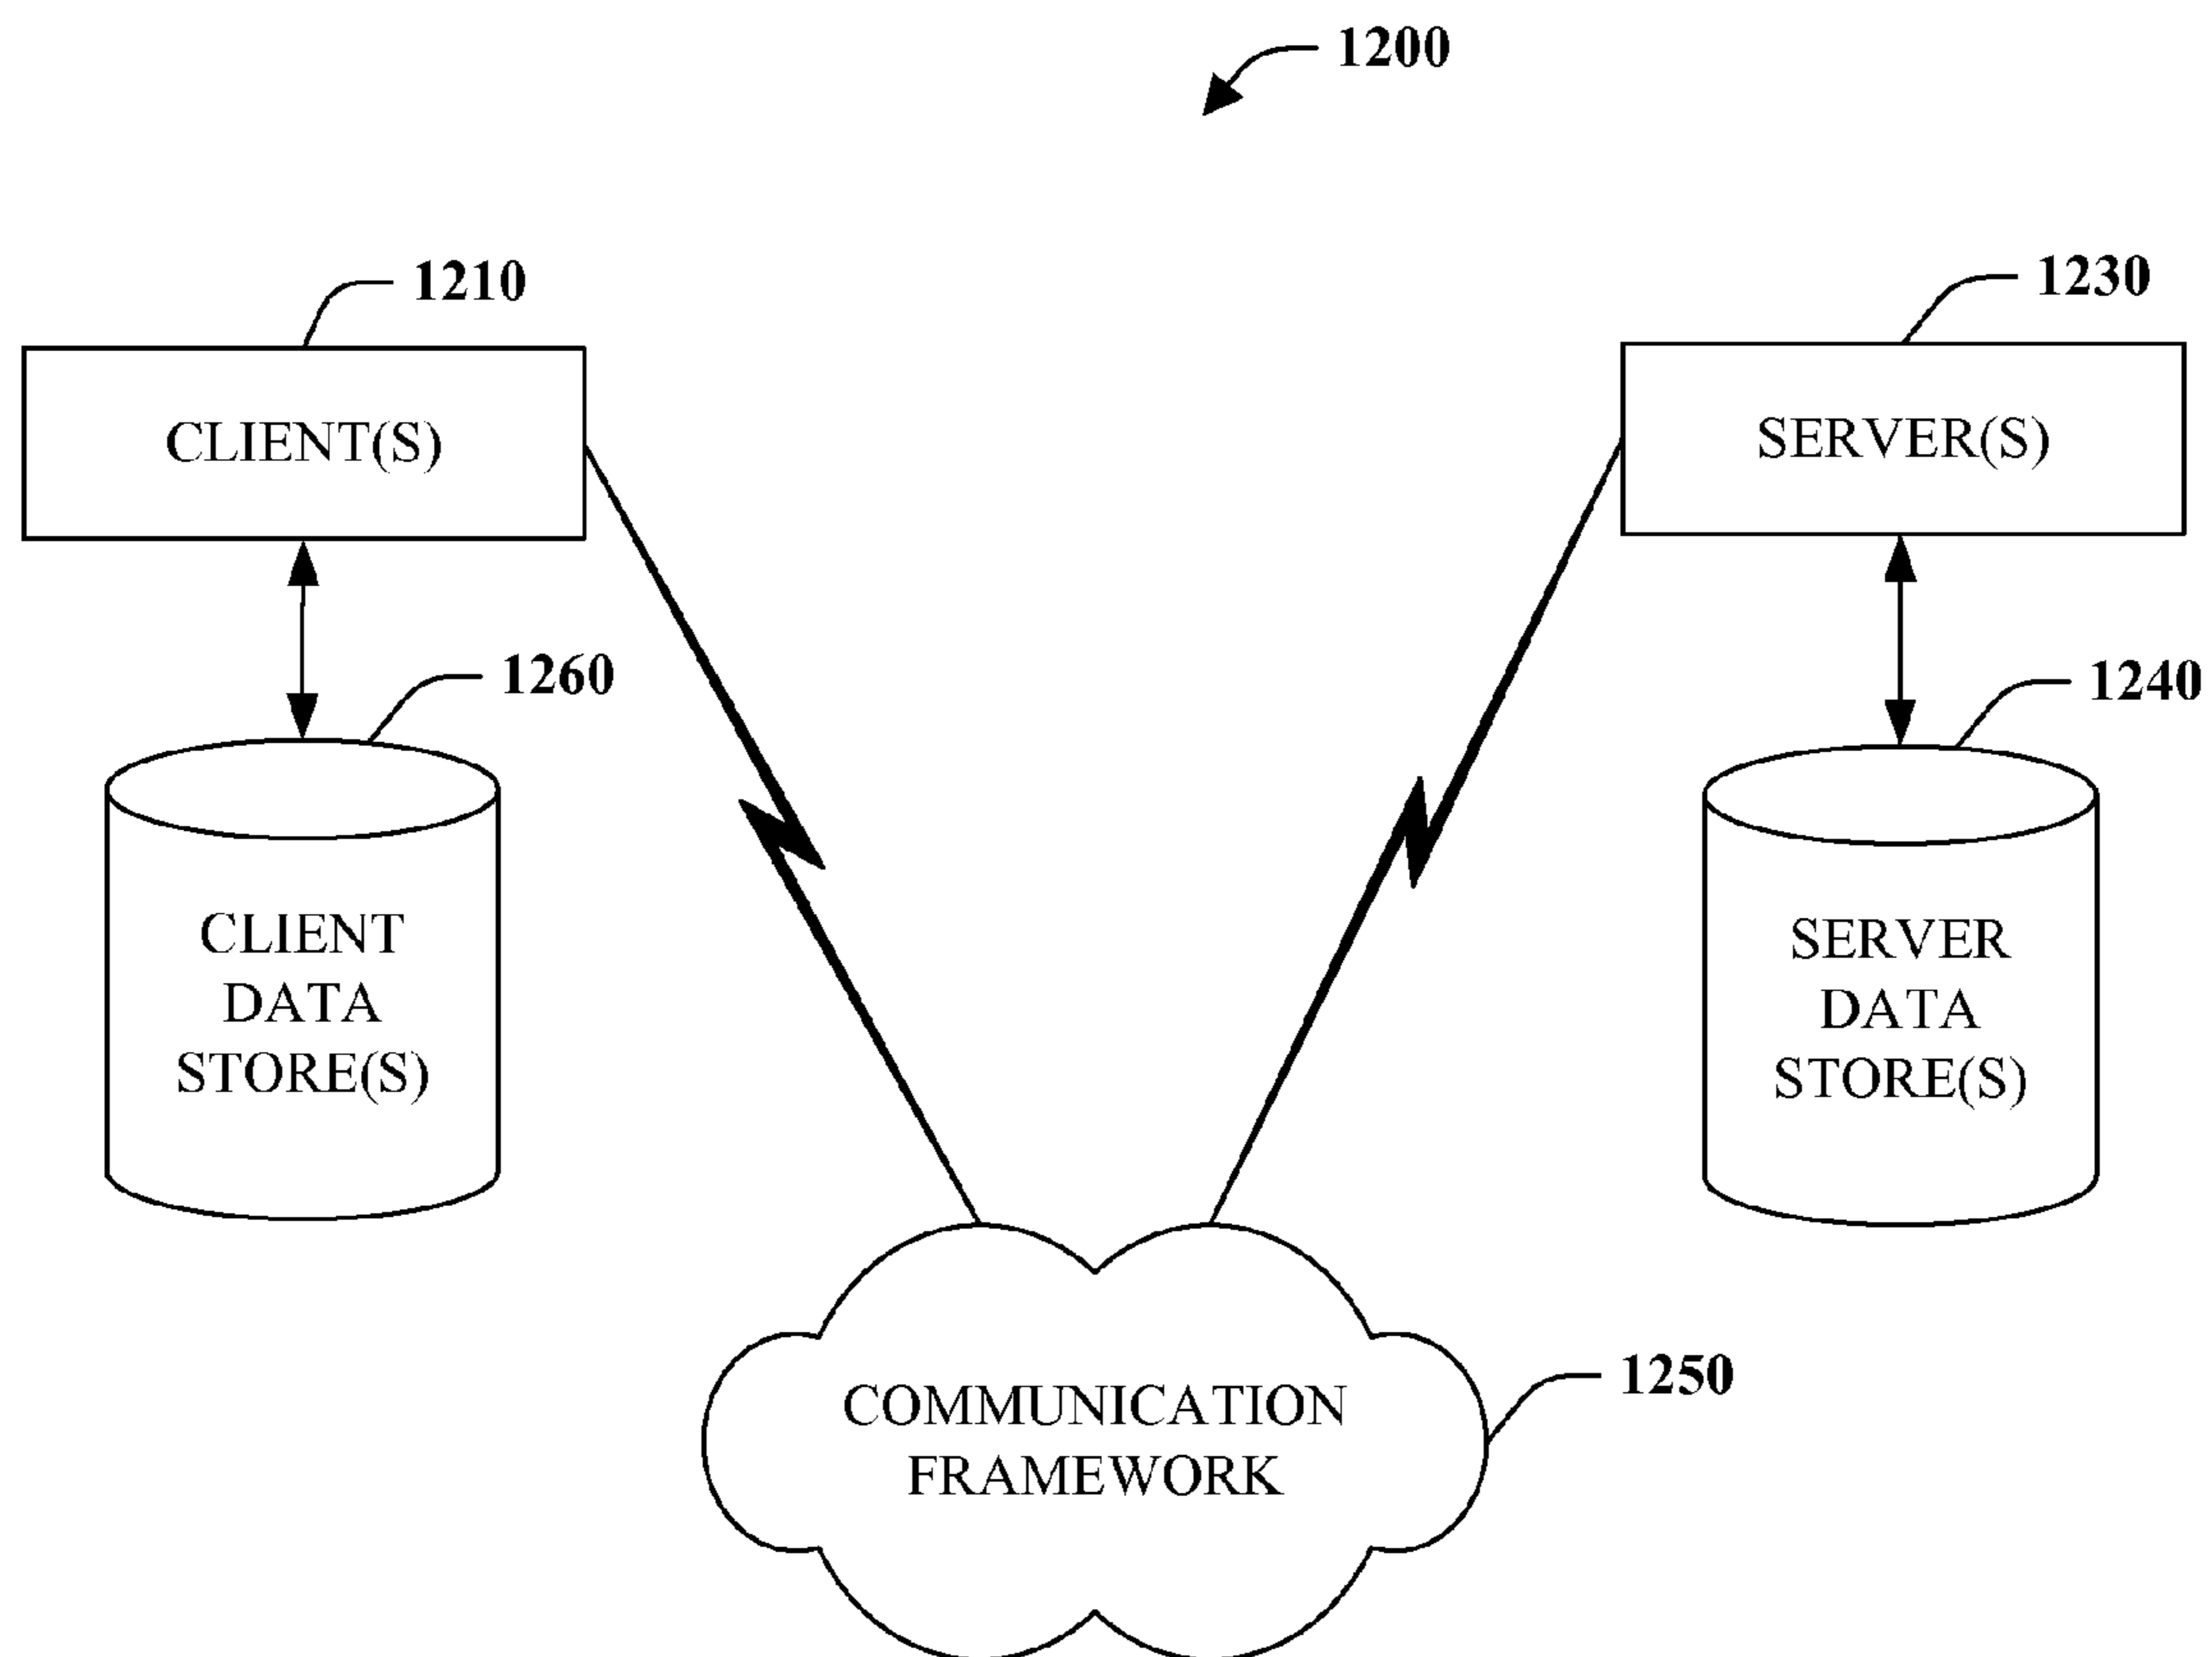 1200
1210
1230
CLIENT(S)
SERVER(S)
1260
1240
CLIENT
DATA
STORE(S)
SERVER
DATA
STORE(S)
1250
COMMUNICATION
FRAMEWORK